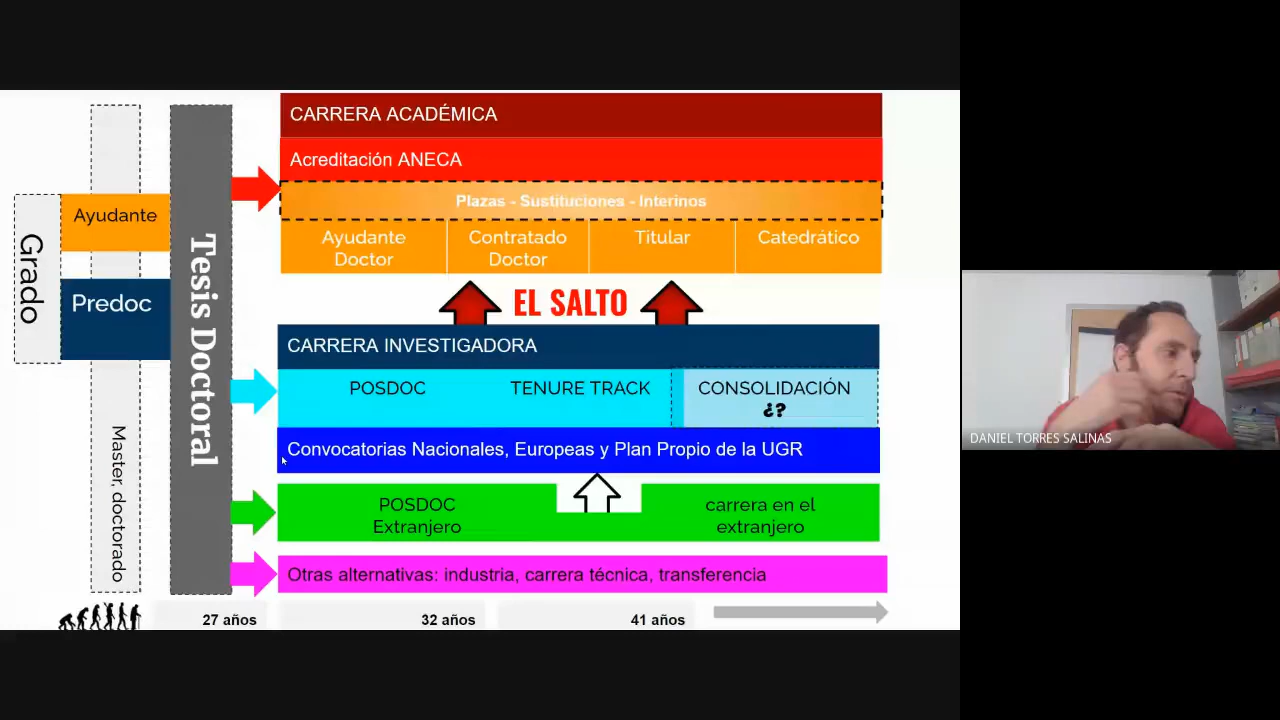 CARRERA ACADÉMICA
Acreditación ANECA
Plazas - Sustituciones - Interinos
Ayudante
Doctor
Contratado
Doctor
Titular
Catedrático
Grado
Ayudante
Predoc
Master, doctorado
Tesis Doctoral
EL SALTO
CARRERA INVESTIGADORA
POSDOC
TENURE TRACK
CONSOLIDACIÓN
¿?
Convocatorias Nacionales, Europeas y Plan Propio de la UGR
POSDOC
Extranjero
carrera en el
extranjero
Otras alternativas: industria, carrera técnica, transferencia
27 años
32 años
41 años
DANIEL TORRES SALINAS